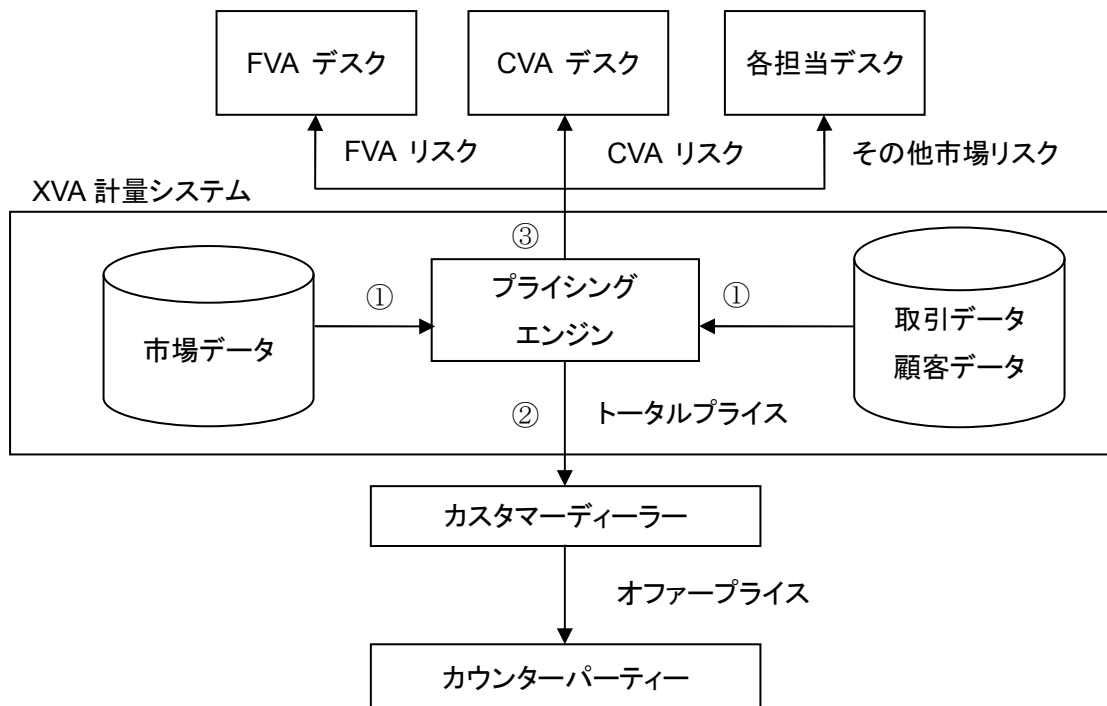 FVA デスク
CVA デスク
各担当デスク
FVA リスク
CVA リスク
その他市場リスク
XVA 計量システム
③
市場データ
①
プライシング
エンジン
①
取引データ
顧客データ
②
トータルプライス
カスタマーディーラー
オファープライス
カウンターパーティー